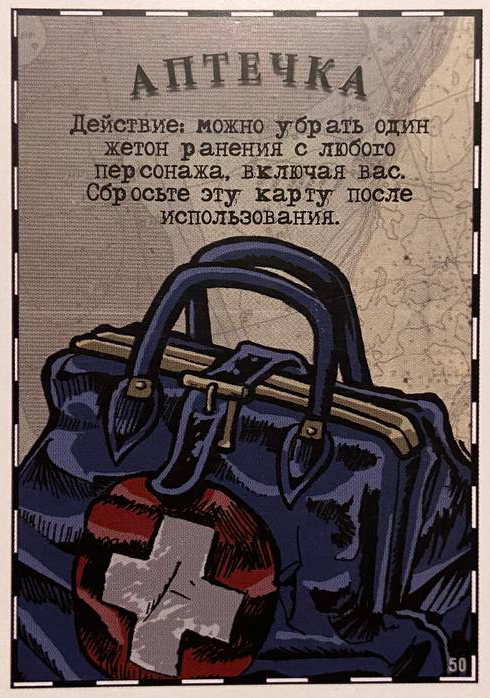 АПТЕЧКА
Действие: можно убрать один
жетон ранения с любого
персонажа, включая вас.
Сбросьте эту карту после
использования.
50